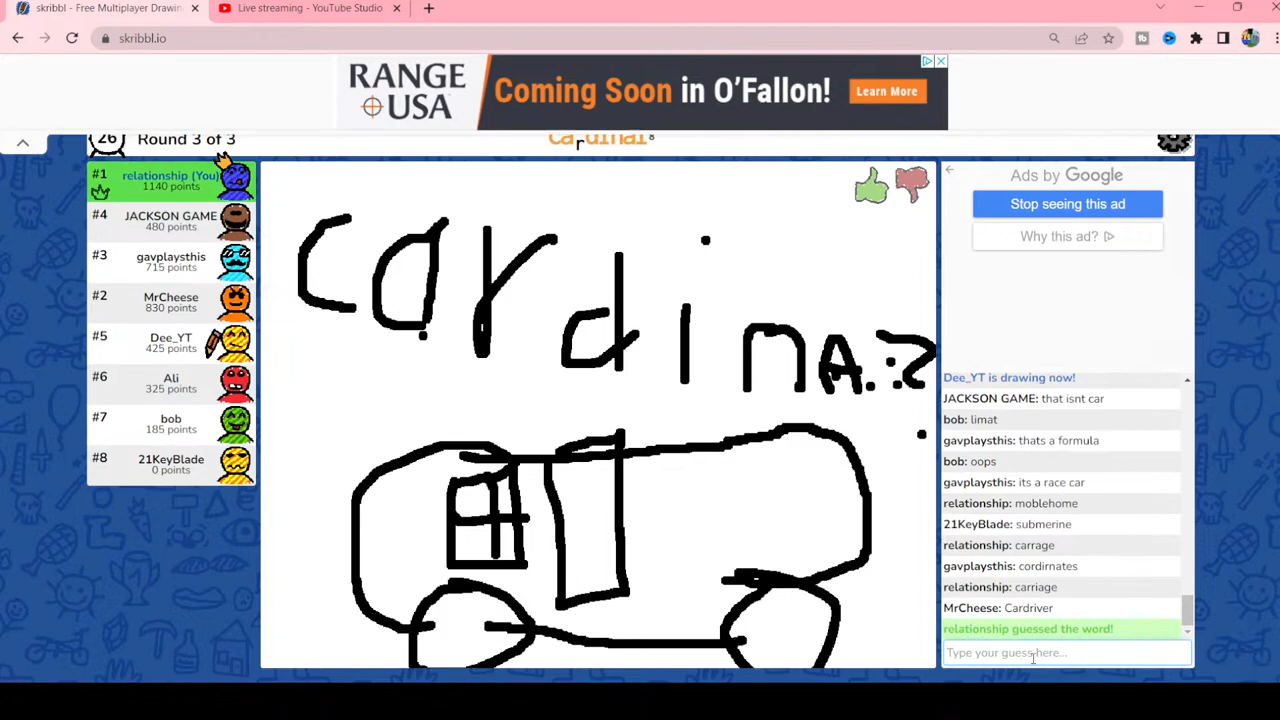 skribbl - Free Multiplayer Drawin
Live streaming - YouTube Studio
skribbl.io
RANGE USA
Coming Soon in O'Fallon!
Learn More
26
Round 3 of 3
cardinal 8
#1 relationship (You) 1140 points
#4 JACKSON GAME 480 points
#3 gavplaysthis 715 points
#2 MrCheese 830 points
#5 Dee_YT 425 points
#6 Ali 325 points
#7 bob 185 points
#8 21KeyBlade 0 points
cardinA.?
Ads by Google
Stop seeing this ad
Why this ad?
Dee_YT is drawing now!
JACKSON GAME: that isnt car
bob: limat
gavplaysthis: thats a formula
bob: oops
gavplaysthis: its a race car
relationship: moblehome
21KeyBlade: submerine
relationship: carrage
gavplaysthis: cordirnates
relationship: carriage
MrCheese: Cardriver
relationship guessed the word!
Type your guess here...